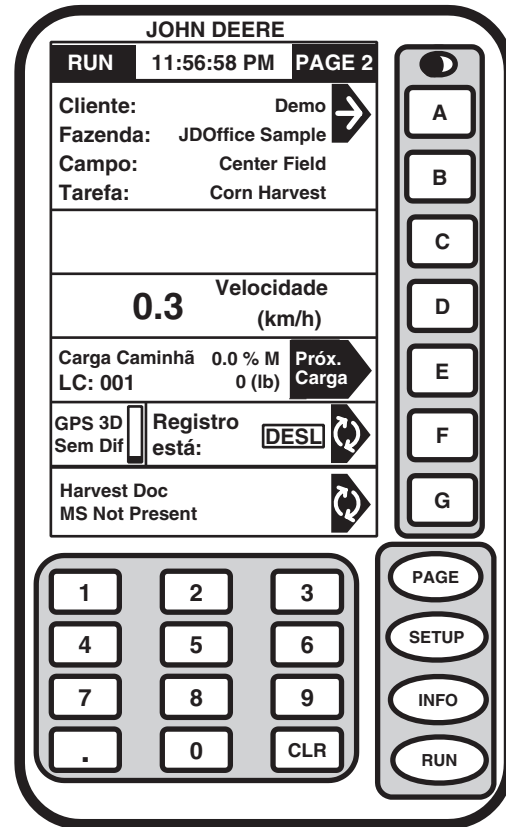 JOHN DEERE
RUN 11:56:58 PM PAGE 2
Cliente: Demo
Fazenda: JDOffice Sample
Campo: Center Field
Tarefa: Corn Harvest
0.3 Velocidade
(km/h)
Carga Caminhã 0.0 % M Próx.
LC: 001 0 (lb) Carga
GPS 3D Registro
Sem Dif está: DESL
Harvest Doc
MS Not Present
A
B
C
D
E
F
G
PAGE
SETUP
INFO
RUN
1 2 3
4 5 6
7 8 9
. 0 CLR